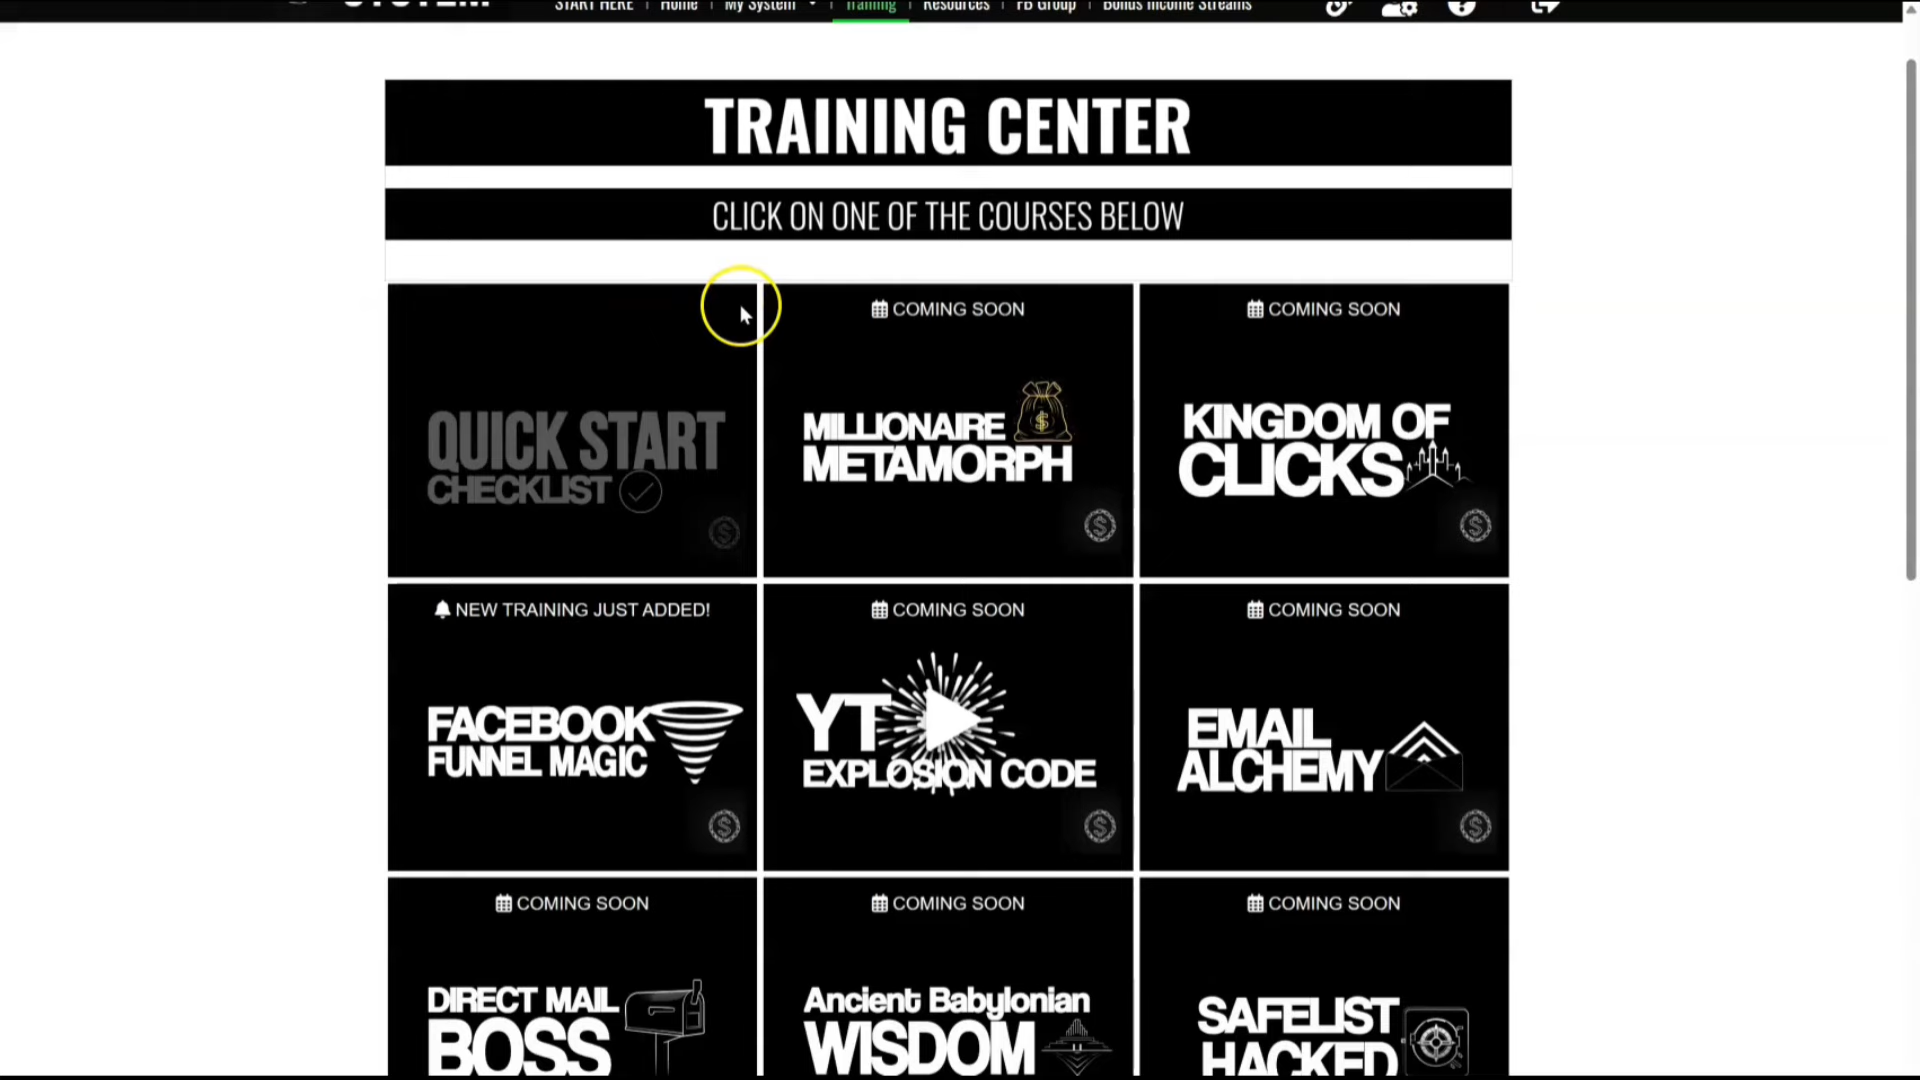 SYSTEM
START HERE | Home | My System | Training | Resources | FB Group | Bonus Income Streams
TRAINING CENTER
CLICK ON ONE OF THE COURSES BELOW
QUICK START
CHECKLIST
COMING SOON
MILLIONAIRE
METAMORPH
COMING SOON
KINGDOM OF
CLICKS
NEW TRAINING JUST ADDED!
FACEBOOK
FUNNEL MAGIC
COMING SOON
YT
EXPLOSION CODE
COMING SOON
EMAIL
ALCHEMY
COMING SOON
DIRECT MAIL
BOSS
COMING SOON
Ancient Babylonian
WISDOM
COMING SOON
SAFELIST
HACKED